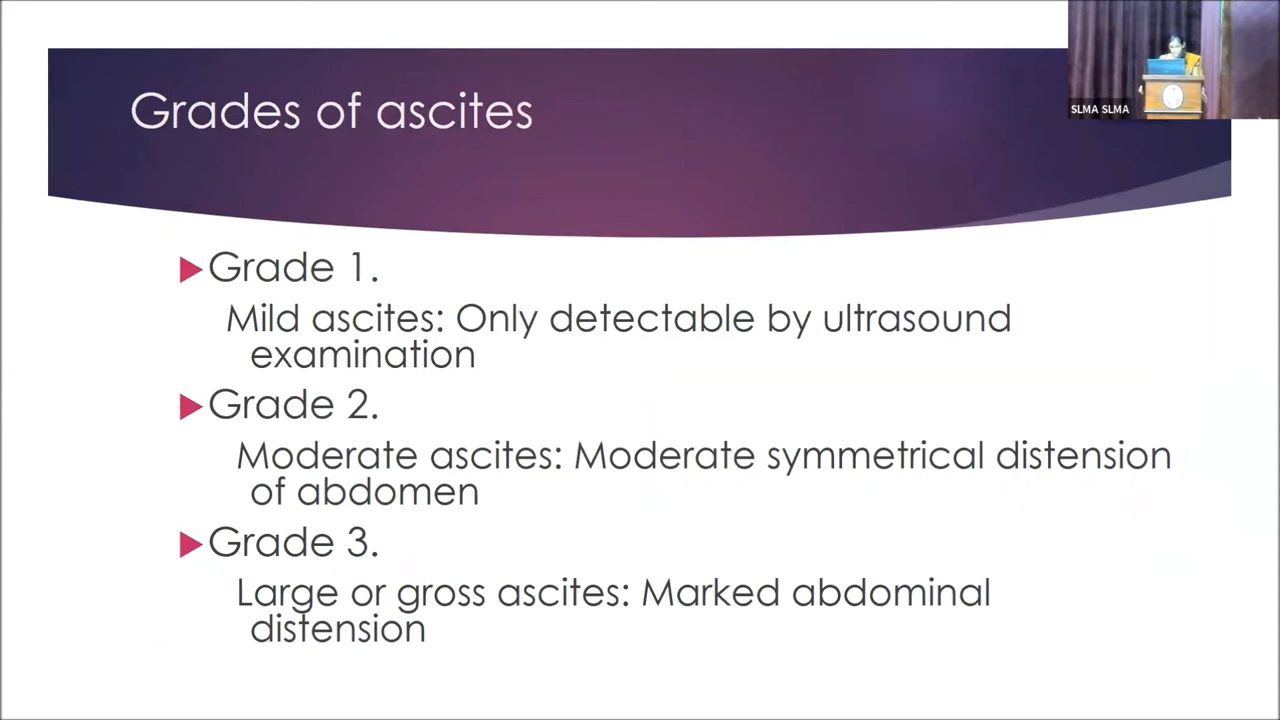 Grades of ascites
SLMA SLMA
Grade 1.
Mild ascites: Only detectable by ultrasound
examination
Grade 2.
Moderate ascites: Moderate symmetrical distension
of abdomen
Grade 3.
Large or gross ascites: Marked abdominal
distension